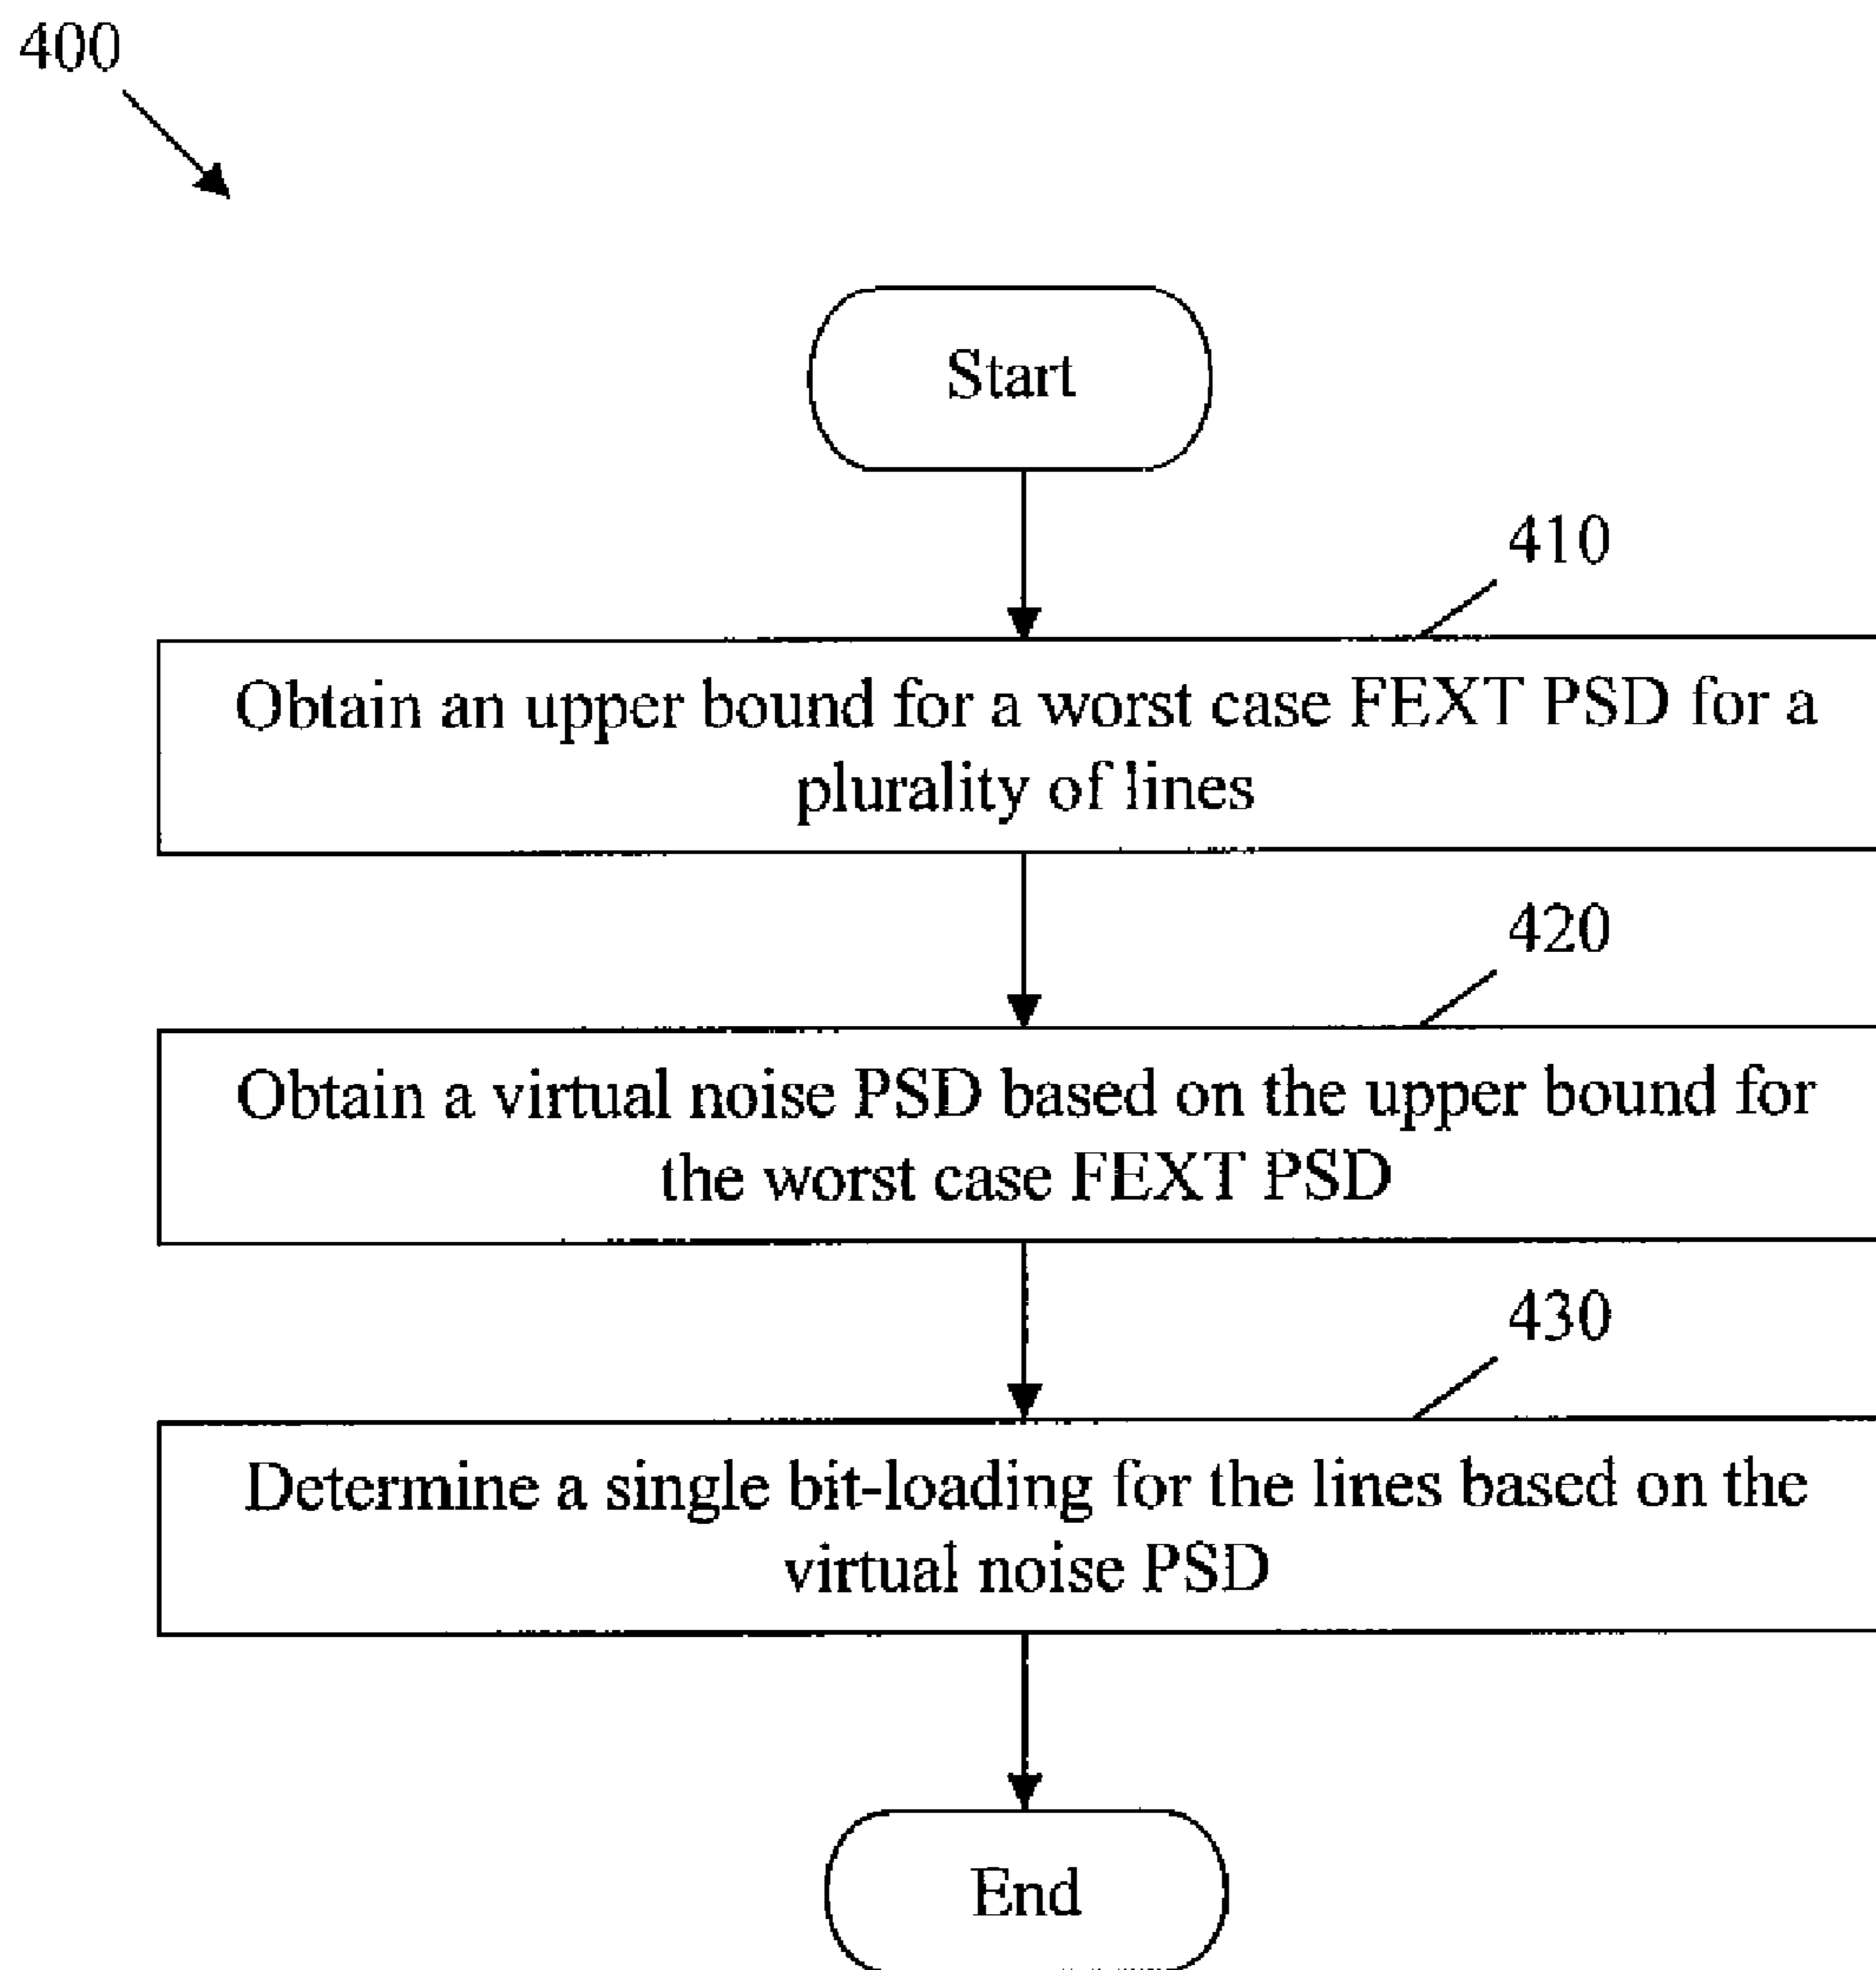 400
Start
410
Obtain an upper bound for a worst case FEXT PSD for a
plurality of lines
420
Obtain a virtual noise PSD based on the upper bound for
the worst case FEXT PSD
430
Determine a single bit-loading for the lines based on the
virtual noise PSD
End